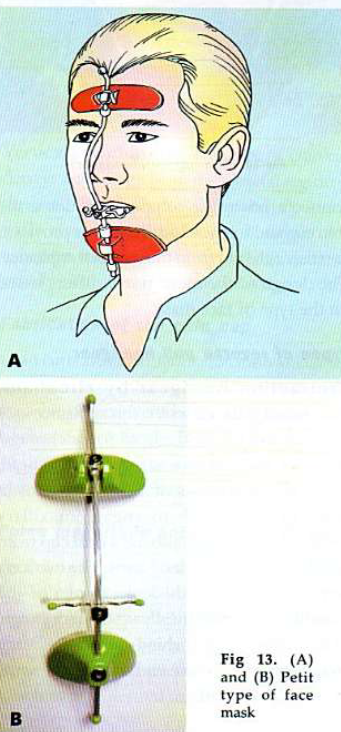 A
B
Fig 13. (A)
and (B) Petit
type of face
mask